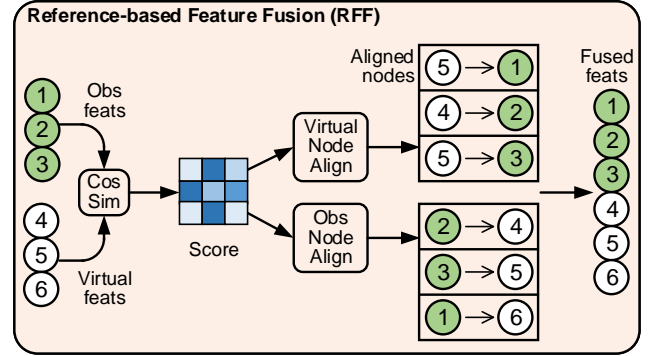 Reference-based Feature Fusion (RFF)
1
2
3
Obs
feats
4
5
6
Virtual
feats
Cos
Sim
Score
Virtual
Node
Align
Obs
Node
Align
Aligned
nodes
5 → 1
4 → 2
5 → 3
2 → 4
3 → 5
1 → 6
Fused
feats
1
2
3
4
5
6